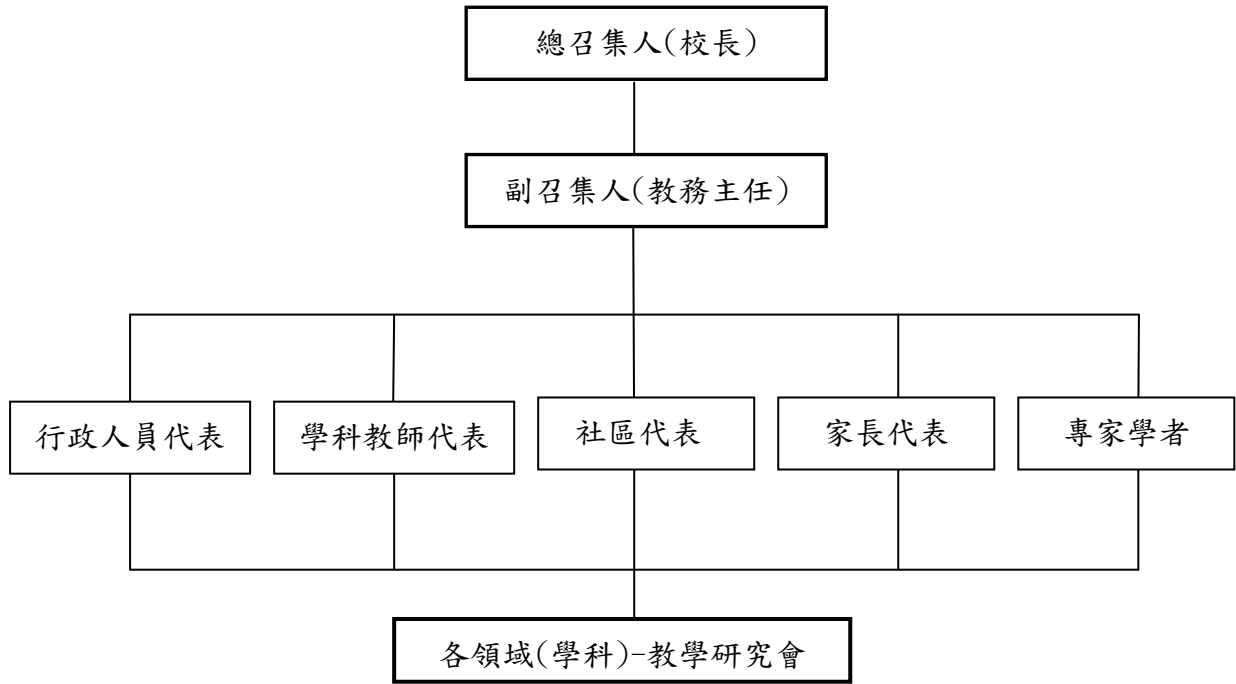 總召集人(校長)
副召集人(教務主任)
行政人員代表
學科教師代表
社區代表
家長代表
專家學者
各領域(學科)-教學研究會